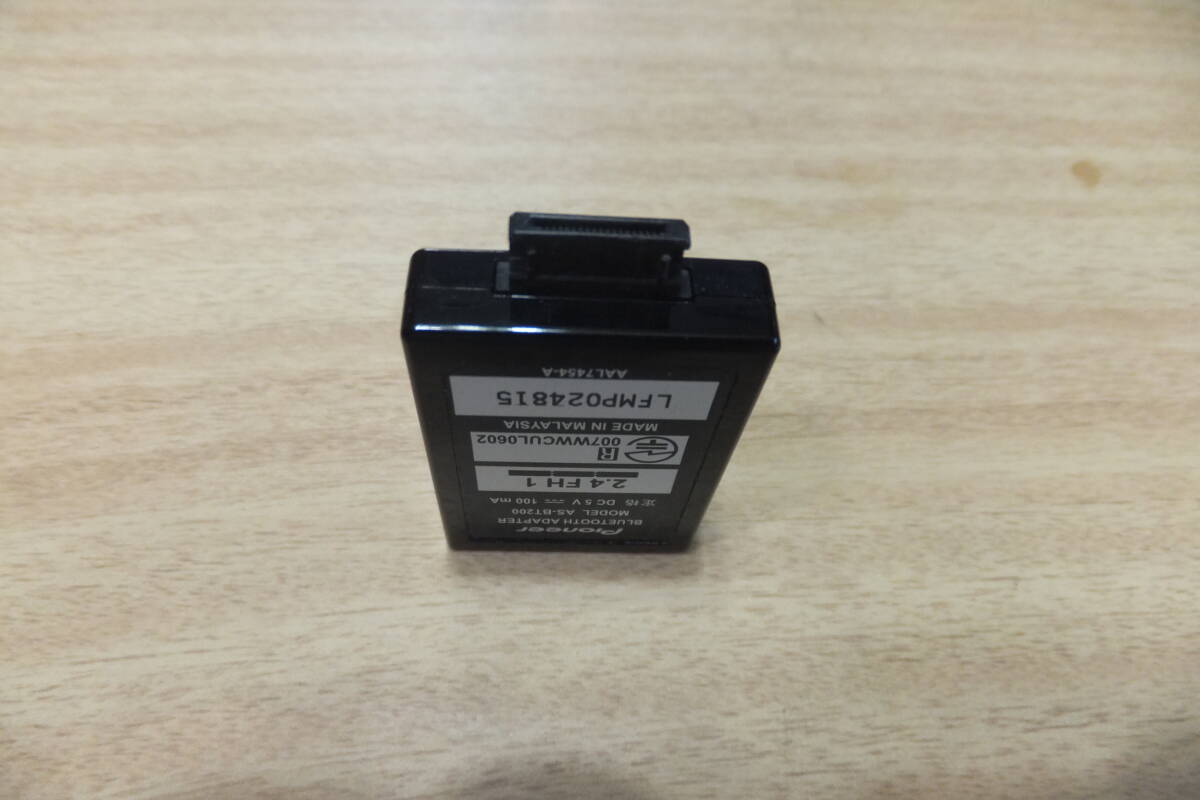 Pioneer
BLUETOOTH ADAPTER
MODEL AS-BT200
定格 DC 5 V ⎓ 100 mA
2.4 FH 1
R 007WWCUL0602
MADE IN MALAYSIA
LFMP024815
AAL7454-A